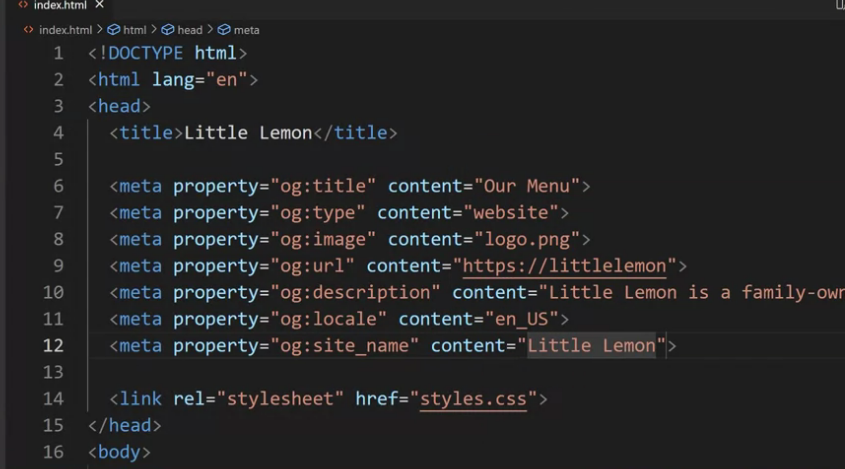 index.html
index.html > html > head > meta
1 <!DOCTYPE html>
2 <html lang="en">
3 <head>
4 <title>Little Lemon</title>
5
6 <meta property="og:title" content="Our Menu">
7 <meta property="og:type" content="website">
8 <meta property="og:image" content="logo.png">
9 <meta property="og:url" content="https://littlelemon">
10 <meta property="og:description" content="Little Lemon is a family-own
11 <meta property="og:locale" content="en_US">
12 <meta property="og:site_name" content="Little Lemon">
13
14 <link rel="stylesheet" href="styles.css">
15 </head>
16 <body>